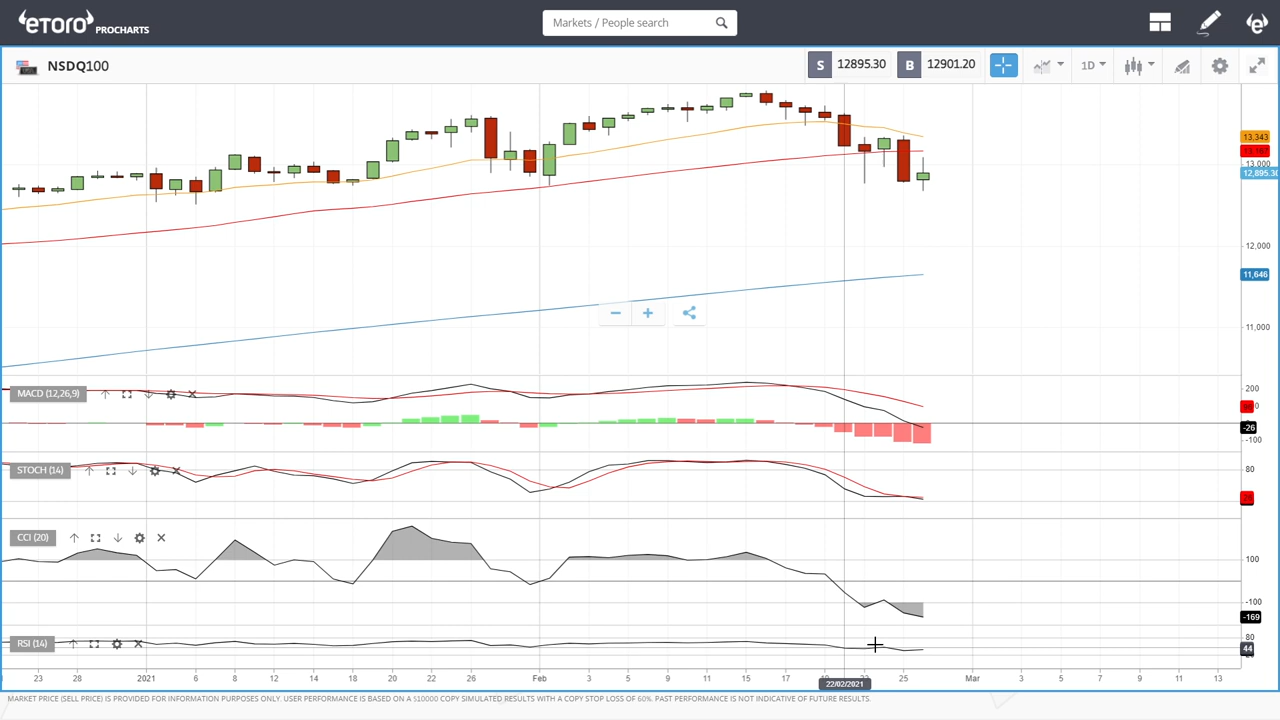 eToro PROCHARTS
Markets / People search
NSDQ100
S 12895.30 B 12901.20 1D
13,343
13,000
12,895.30
12,000
11,646
11,000
MACD (12,26,9)
200
-26
-100
STOCH (14)
80
CCI (20)
100
-100
-169
RSI (14)
80
44
23 28 2021 6 8 12 14 18 20 22 26 Feb 3 5 9 11 15 17 25 Mar 3 5 7 9 11 13
22/02/2021
MARKET PRICE (SELL PRICE) IS PROVIDED FOR INFORMATION PURPOSES ONLY. USER PERFORMANCE IS BASED ON A $10000 COPY SIMULATED RESULTS WITH A COPY STOP LOSS OF 60%. PAST PERFORMANCE IS NOT INDICATIVE OF FUTURE RESULTS.